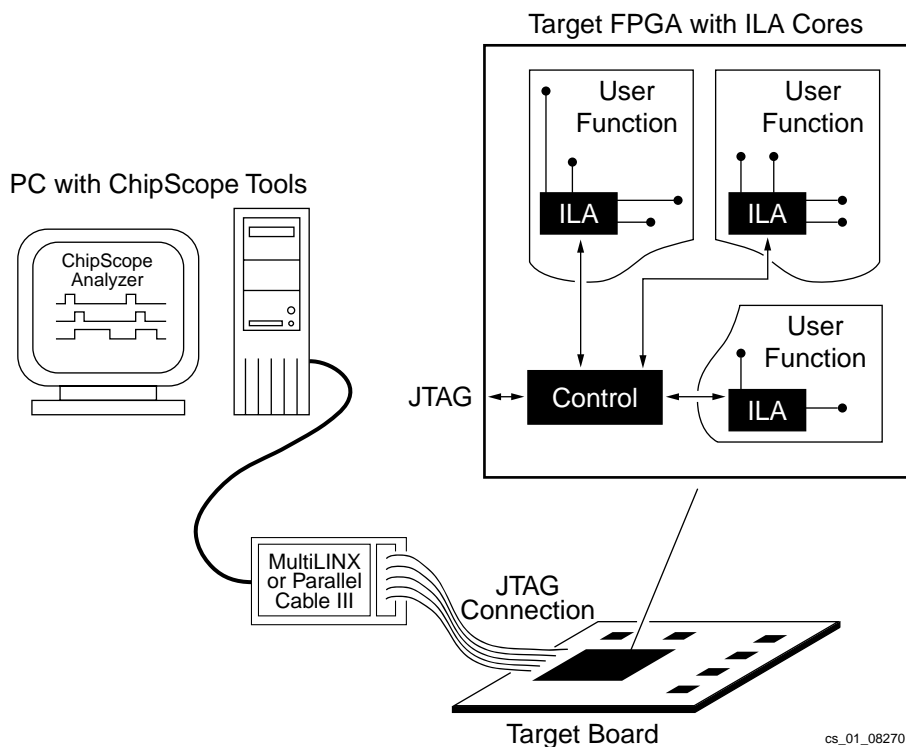 Target FPGA with ILA Cores
User
Function
ILA
User
Function
ILA
PC with ChipScope Tools
ChipScope
Analyzer
User
Function
ILA
JTAG
Control
MultiLINX
or Parallel
Cable III
JTAG
Connection
Target Board
cs_01_08270